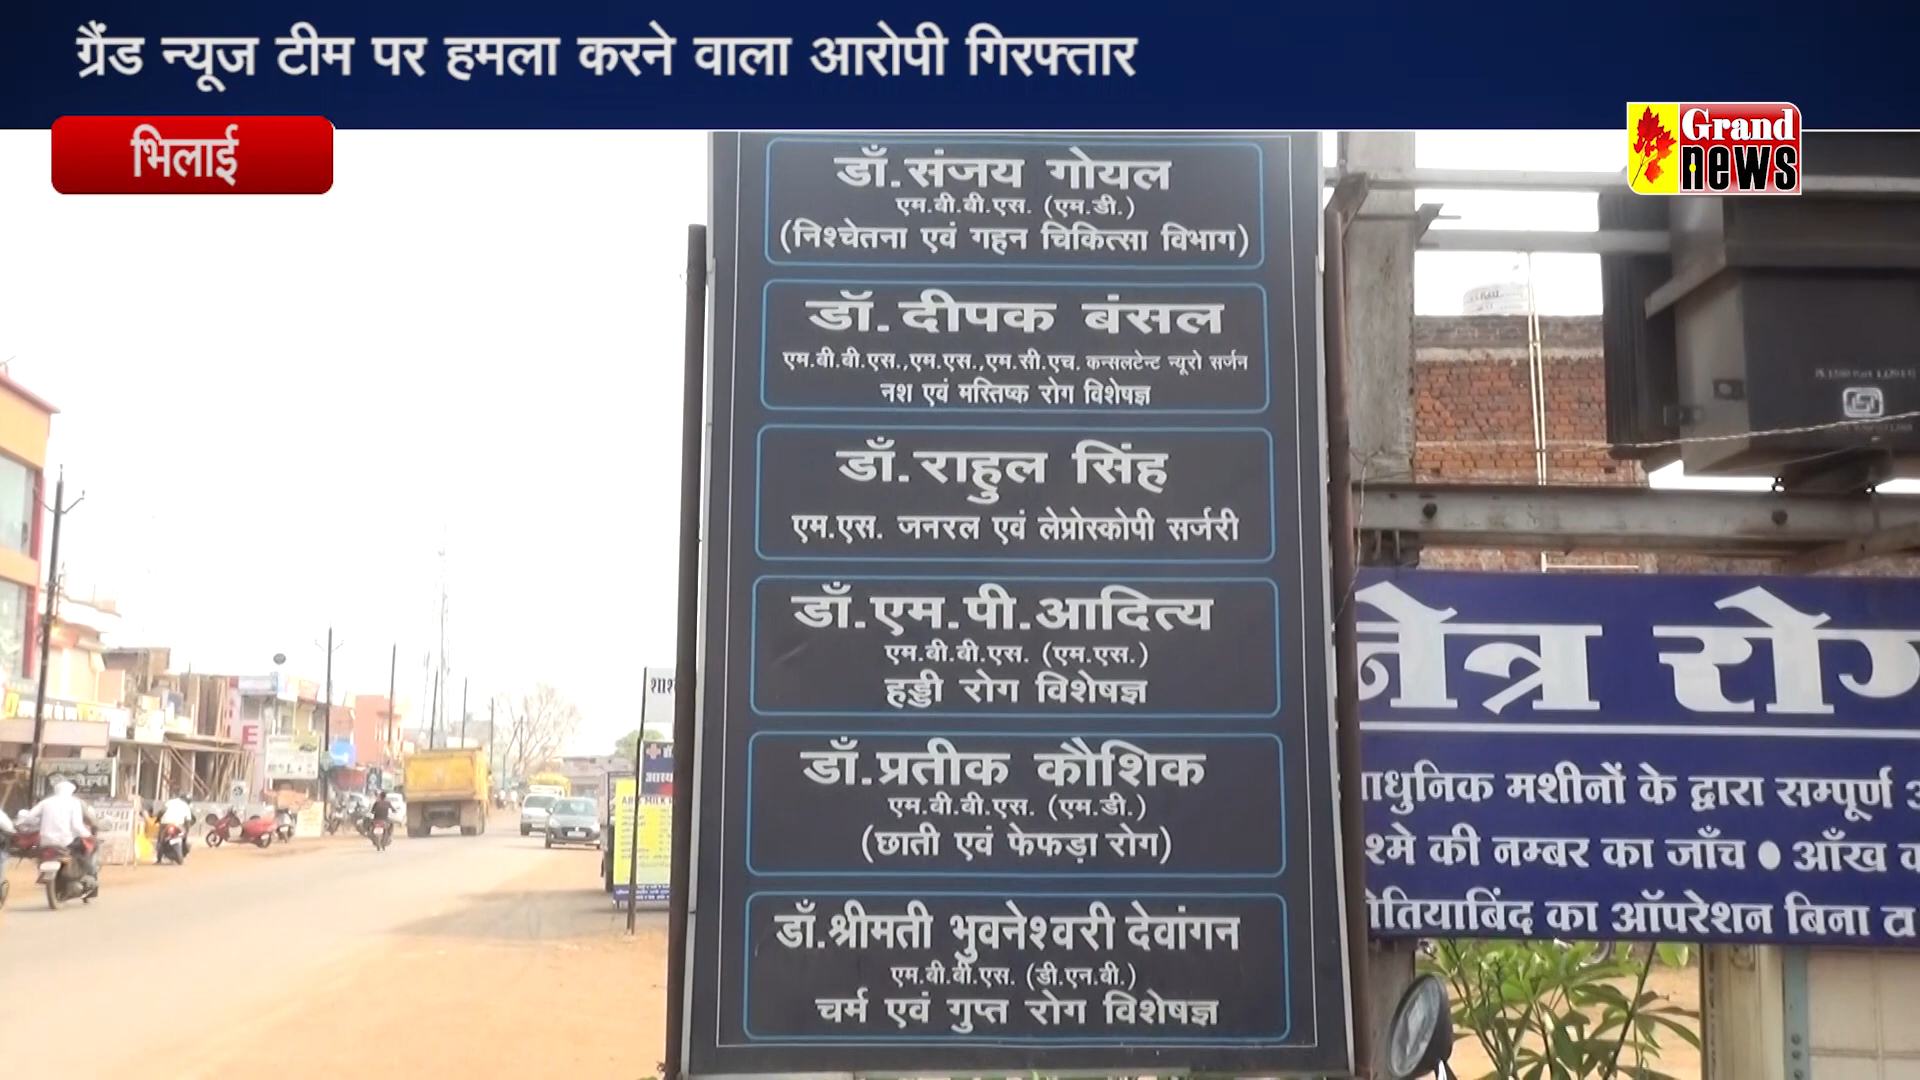 ग्रैंड न्यूज टीम पर हमला करने वाला आरोपी गिरफ्तार
भिलाई
Grand
news
डॉ.संजय गोयल
एम.बी.बी.एस. (एम.डी.)
(निश्चेतना एवं गहन चिकित्सा विभाग)
डॉ.दीपक बंसल
एम.बी.बी.एस.,एम.एस.,एम.सी.एच. कन्सलटेन्ट न्यूरो सर्जन
नश एवं मस्तिष्क रोग विशेषज्ञ
डॉ.राहुल सिंह
एम.एस. जनरल एवं लेप्रोस्कोपी सर्जरी
डॉ.एम.पी.आदित्य
एम.बी.बी.एस. (एम.एस.)
हड्डी रोग विशेषज्ञ
डॉ.प्रतीक कौशिक
एम.बी.बी.एस. (एम.डी.)
(छाती एवं फेफड़ा रोग)
डॉ.श्रीमती भुवनेश्वरी देवांगन
एम.बी.बी.एस. (डी.एन.बी.)
चर्म एवं गुप्त रोग विशेषज्ञ
नेत्र रोग
ाधुनिक मशीनों के द्वारा सम्पूर्ण
श्मे की नम्बर का जाँच ● आँख
ोतियाबिंद का ऑपरेशन बिना टा